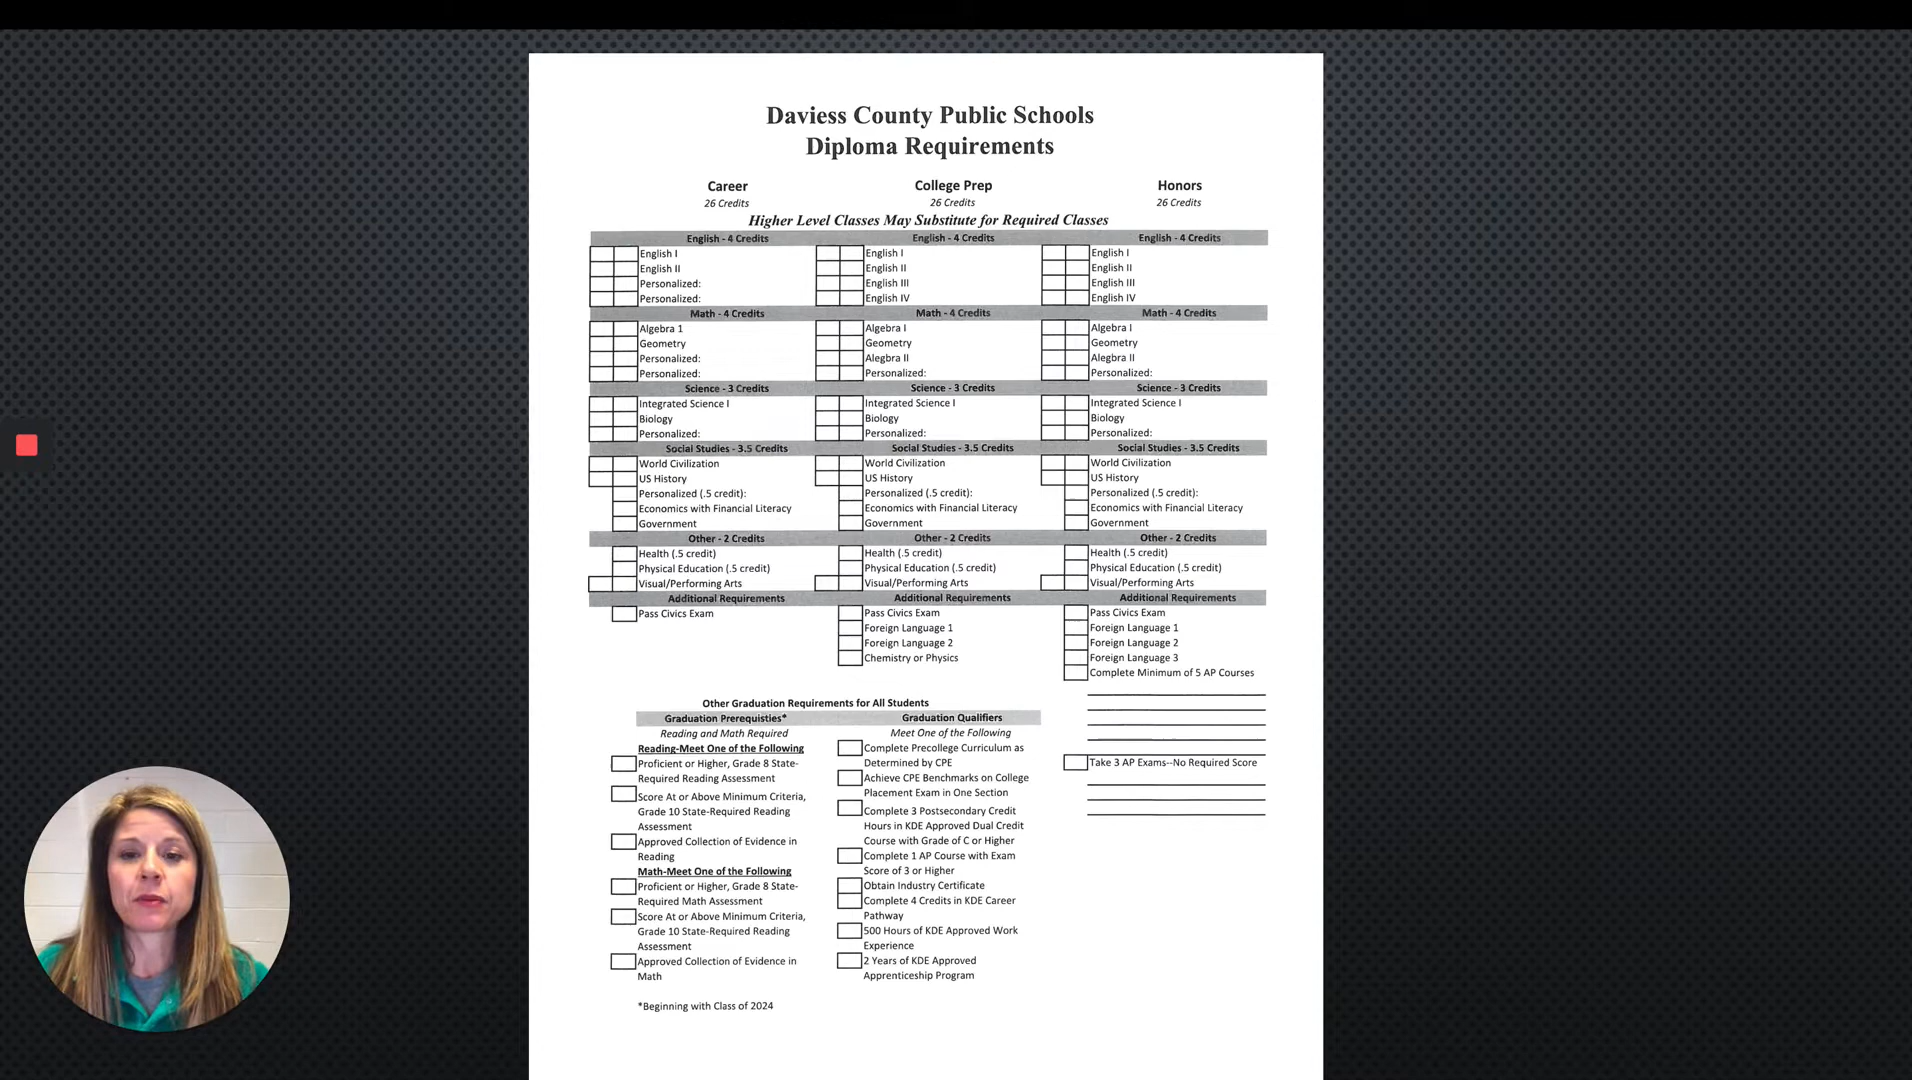 Daviess County Public Schools
Diploma Requirements
Career College Prep Honors
26 Credits 26 Credits 26 Credits
Higher Level Classes May Substitute for Required Classes
English - 4 Credits English - 4 Credits English - 4 Credits
English I English I English I
English II English II English II
Personalized: English III English III
Personalized: English IV English IV
Math - 4 Credits Math - 4 Credits Math - 4 Credits
Algebra 1 Algebra I Algebra I
Geometry Geometry Geometry
Personalized: Alegbra II Alegbra II
Personalized: Personalized: Personalized:
Science - 3 Credits Science - 3 Credits Science - 3 Credits
Integrated Science I Integrated Science I Integrated Science I
Biology Biology Biology
Personalized: Personalized: Personalized:
Social Studies - 3.5 Credits Social Studies - 3.5 Credits Social Studies - 3.5 Credits
World Civilization World Civilization World Civilization
US History US History US History
Personalized (.5 credit): Personalized (.5 credit): Personalized (.5 credit):
Economics with Financial Literacy Economics with Financial Literacy Economics with Financial Literacy
Government Government Government
Other - 2 Credits Other - 2 Credits Other - 2 Credits
Health (.5 credit) Health (.5 credit) Health (.5 credit)
Physical Education (.5 credit) Physical Education (.5 credit) Physical Education (.5 credit)
Visual/Performing Arts Visual/Performing Arts Visual/Performing Arts
Additional Requirements Additional Requirements Additional Requirements
Pass Civics Exam Pass Civics Exam Pass Civics Exam
Foreign Language 1 Foreign Language 1
Foreign Language 2 Foreign Language 2
Chemistry or Physics Foreign Language 3
Complete Minimum of 5 AP Courses
Other Graduation Requirements for All Students
Graduation Prerequisties*
Reading and Math Required
Reading-Meet One of the Following
Proficient or Higher, Grade 8 State-
Required Reading Assessment
Score At or Above Minimum Criteria,
Grade 10 State-Required Reading
Assessment
Approved Collection of Evidence in
Reading
Math-Meet One of the Following
Proficient or Higher, Grade 8 State-
Required Math Assessment
Score At or Above Minimum Criteria,
Grade 10 State-Required Reading
Assessment
Approved Collection of Evidence in
Math
*Beginning with Class of 2024
Graduation Qualifiers
Meet One of the Following
Complete Precollege Curriculum as
Determined by CPE
Achieve CPE Benchmarks on College
Placement Exam in One Section
Complete 3 Postsecondary Credit
Hours in KDE Approved Dual Credit
Course with Grade of C or Higher
Complete 1 AP Course with Exam
Score of 3 or Higher
Obtain Industry Certificate
Complete 4 Credits in KDE Career
Pathway
500 Hours of KDE Approved Work
Experience
2 Years of KDE Approved
Apprenticeship Program
Take 3 AP Exams--No Required Score